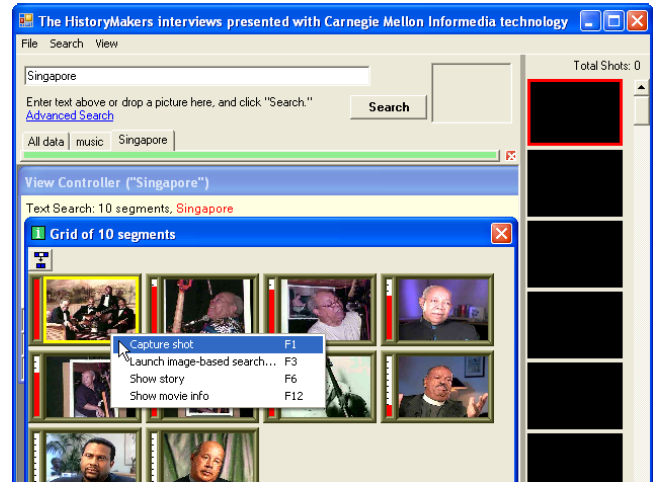 The HistoryMakers interviews presented with Carnegie Mellon Informedia technology
File Search View
Total Shots: 0
Singapore
Enter text above or drop a picture here, and click "Search."
Advanced Search
Search
All data music Singapore
View Controller ("Singapore")
Text Search: 10 segments, Singapore
Grid of 10 segments
Capture shot F1
Launch image-based search... F3
Show story F6
Show movie info F12